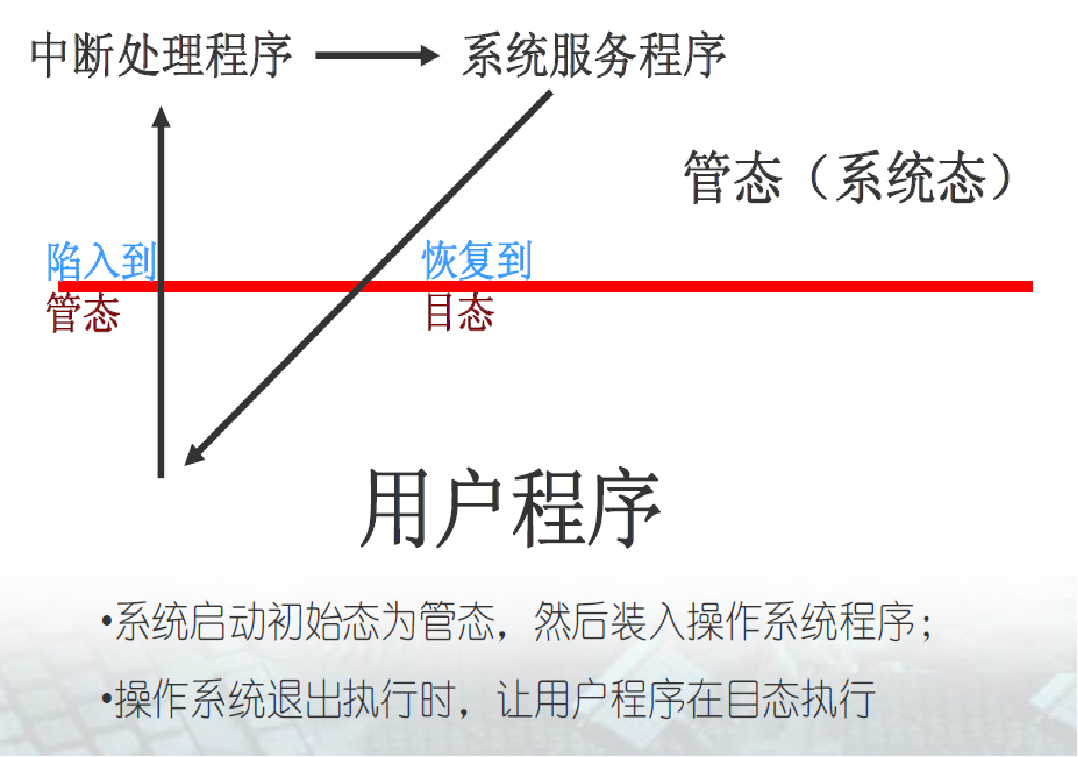 中断处理程序
系统服务程序
管态（系统态）
陷入到
管态
恢复到
目态
用户程序
•系统启动初始态为管态，然后装入操作系统程序；
•操作系统退出执行时，让用户程序在目态执行